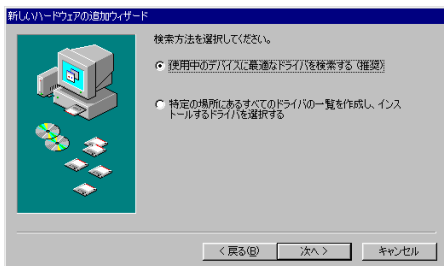 新しいハードウェアの追加ウィザード
検索方法を選択してください。
使用中のデバイスに最適なドライバを検索する (推奨)
特定の場所にあるすべてのドライバの一覧を作成し、インス
トールするドライバを選択する
< 戻る(B)
次へ >
キャンセル